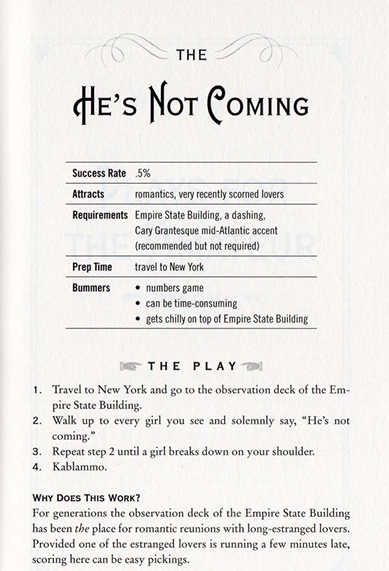 THE
HE'S NOT COMING
Success Rate .5%
Attracts romantics, very recently scorned lovers
Requirements Empire State Building, a dashing,
Cary Grantesque mid-Atlantic accent
(recommended but not required)
Prep Time travel to New York
Bummers • numbers game
• can be time-consuming
• gets chilly on top of Empire State Building
THE PLAY
1. Travel to New York and go to the observation deck of the Em-
pire State Building.
2. Walk up to every girl you see and solemnly say, "He's not
coming."
3. Repeat step 2 until a girl breaks down on your shoulder.
4. Kablammo.
WHY DOES THIS WORK?
For generations the observation deck of the Empire State Building
has been the place for romantic reunions with long-estranged lovers.
Provided one of the estranged lovers is running a few minutes late,
scoring here can be easy pickings.